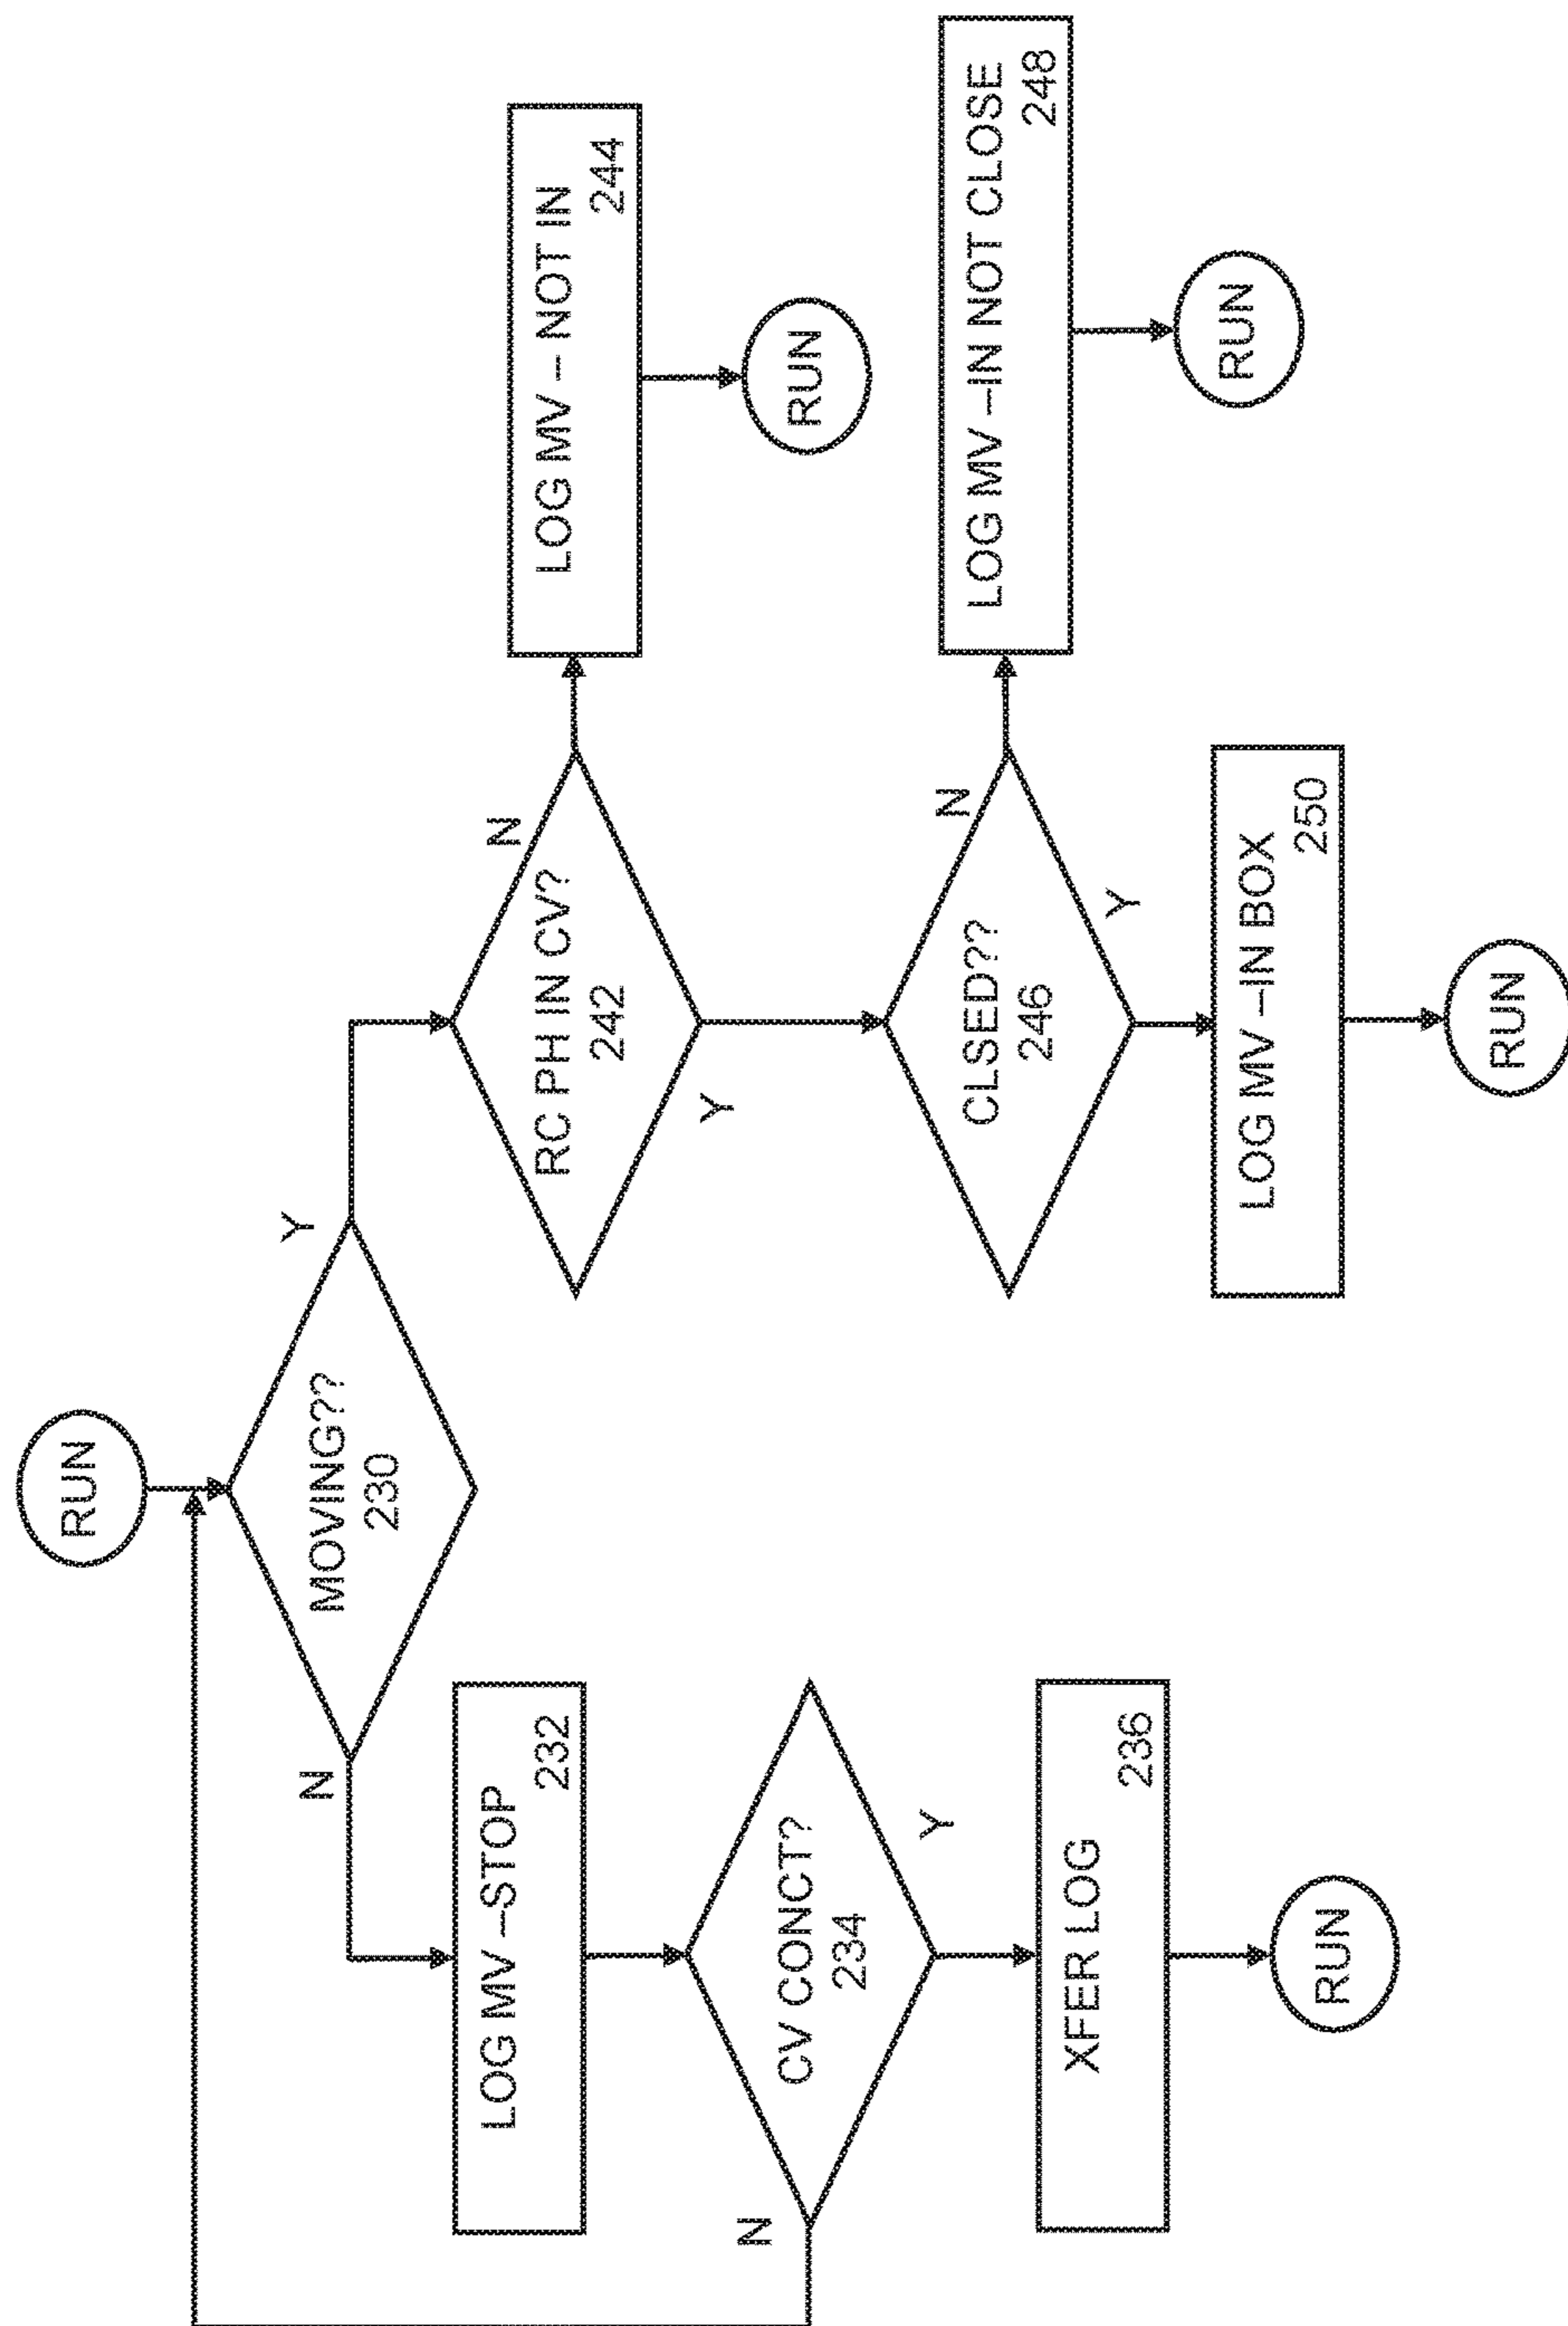 RUN
MOVING??
230
N
Y
LOG MV –STOP
232
CV CONCT?
234
N
Y
XFER LOG
236
RUN
RC PH IN CV?
242
N
Y
LOG MV – NOT IN
244
RUN
CLSED??
246
N
Y
LOG MV –IN NOT CLOSE
248
RUN
LOG MV –IN BOX
250
RUN